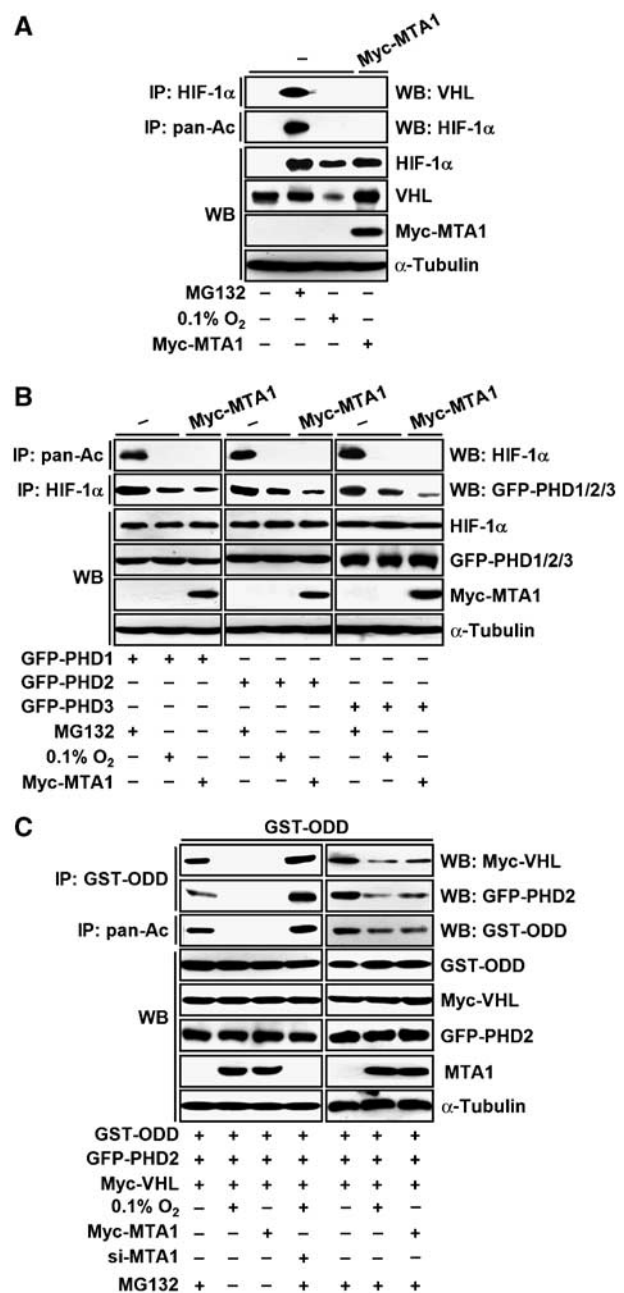 A
– Myc-MTA1
IP: HIF-1α WB: VHL
IP: pan-Ac WB: HIF-1α
HIF-1α
VHL
WB
Myc-MTA1
α-Tubulin
MG132 – + – –
0.1% O₂ – – + –
Myc-MTA1 – – – +
B
– Myc-MTA1 – Myc-MTA1 – Myc-MTA1
IP: pan-Ac WB: HIF-1α
IP: HIF-1α WB: GFP-PHD1/2/3
HIF-1α
GFP-PHD1/2/3
WB
Myc-MTA1
α-Tubulin
GFP-PHD1 + + + – – – – – –
GFP-PHD2 – – – + + + – – –
GFP-PHD3 – – – – – – + + +
MG132 + – – + – – + – –
0.1% O₂ – + – – + – – + –
Myc-MTA1 – – + – – + – – +
C
GST-ODD
WB: Myc-VHL
IP: GST-ODD
WB: GFP-PHD2
IP: pan-Ac WB: GST-ODD
GST-ODD
Myc-VHL
WB
GFP-PHD2
MTA1
α-Tubulin
GST-ODD + + + + + + +
GFP-PHD2 + + + + + + +
Myc-VHL + + + + + + +
0.1% O₂ – + – + – + –
Myc-MTA1 – – + – – – +
si-MTA1 – – – + – – –
MG132 + – – + + + +